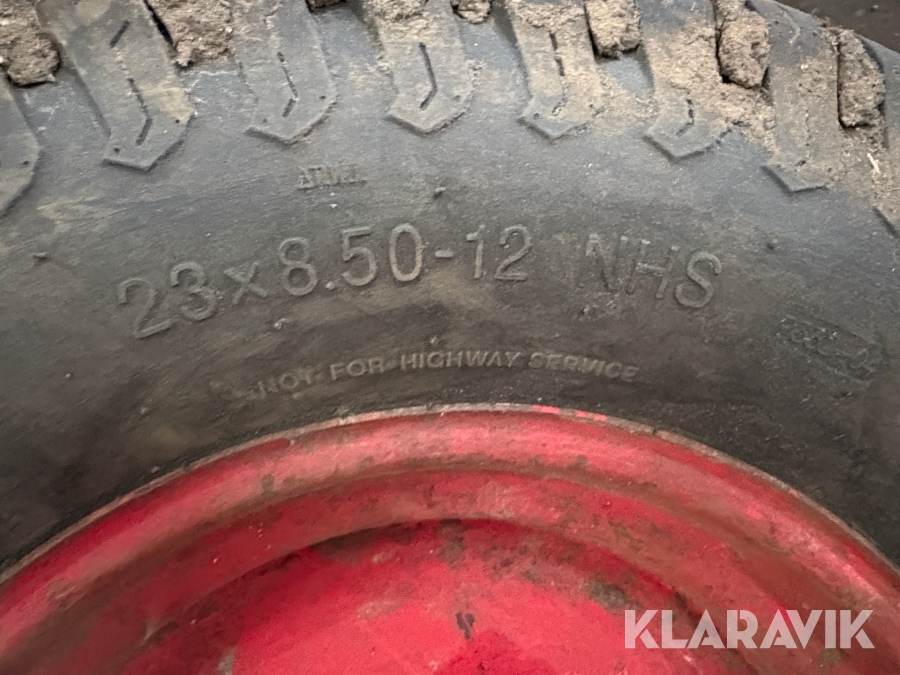 23x8.50-12 NHS
NOT FOR HIGHWAY SERVICE
KLARAVIK